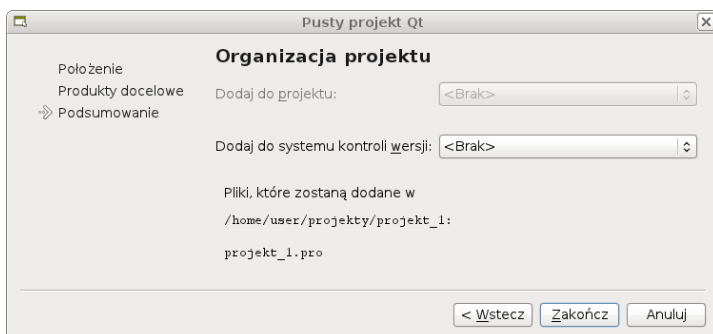 Pusty projekt Qt
Położenie
Produkty docelowe
Podsumowanie
Organizacja projektu
Dodaj do projektu: <Brak>
Dodaj do systemu kontroli wersji: <Brak>
Pliki, które zostaną dodane w
/home/user/projekty/projekt_1:
projekt_1.pro
< Wstecz Zakończ Anuluj